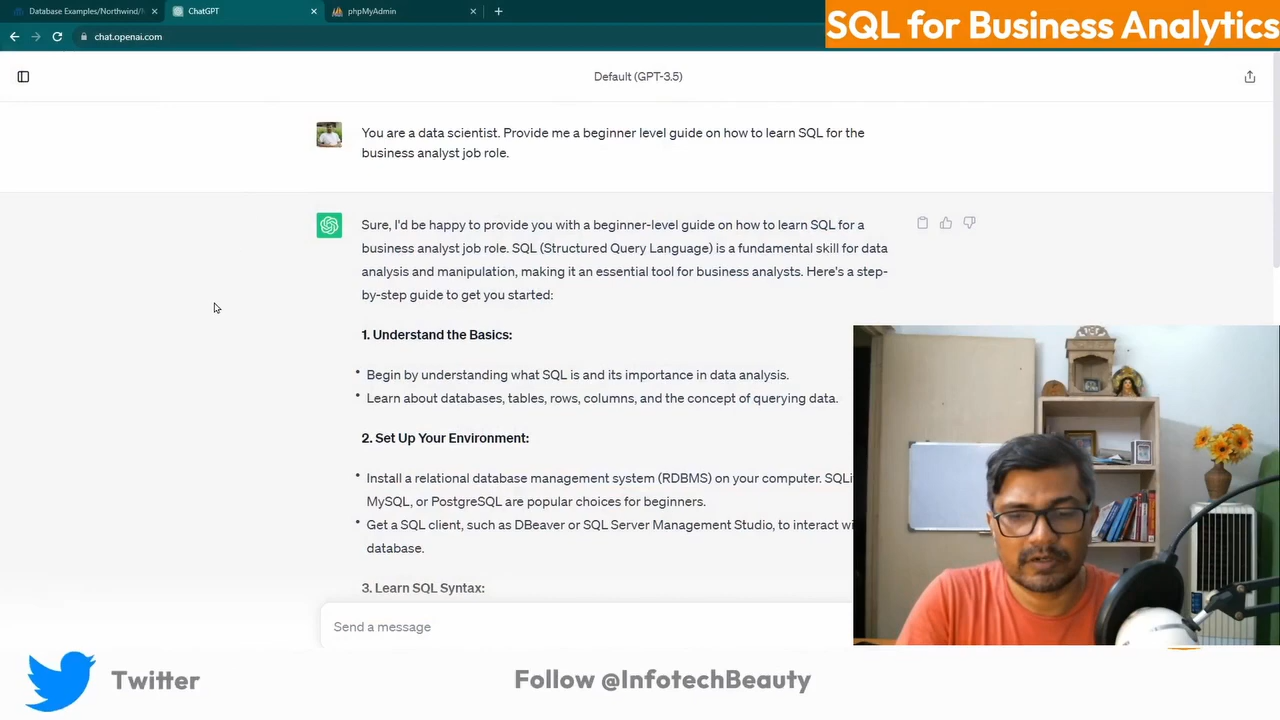 Database Examples/Northwind/N
ChatGPT
phpMyAdmin
SQL for Business Analytics
chat.openai.com
Default (GPT-3.5)
You are a data scientist. Provide me a beginner level guide on how to learn SQL for the
business analyst job role.
Sure, I'd be happy to provide you with a beginner-level guide on how to learn SQL for a
business analyst job role. SQL (Structured Query Language) is a fundamental skill for data
analysis and manipulation, making it an essential tool for business analysts. Here's a step-
by-step guide to get you started:
1. Understand the Basics:
• Begin by understanding what SQL is and its importance in data analysis.
• Learn about databases, tables, rows, columns, and the concept of querying data.
2. Set Up Your Environment:
• Install a relational database management system (RDBMS) on your computer. SQLi
MySQL, or PostgreSQL are popular choices for beginners.
• Get a SQL client, such as DBeaver or SQL Server Management Studio, to interact wi
database.
3. Learn SQL Syntax:
Send a message
Twitter
Follow @InfotechBeauty